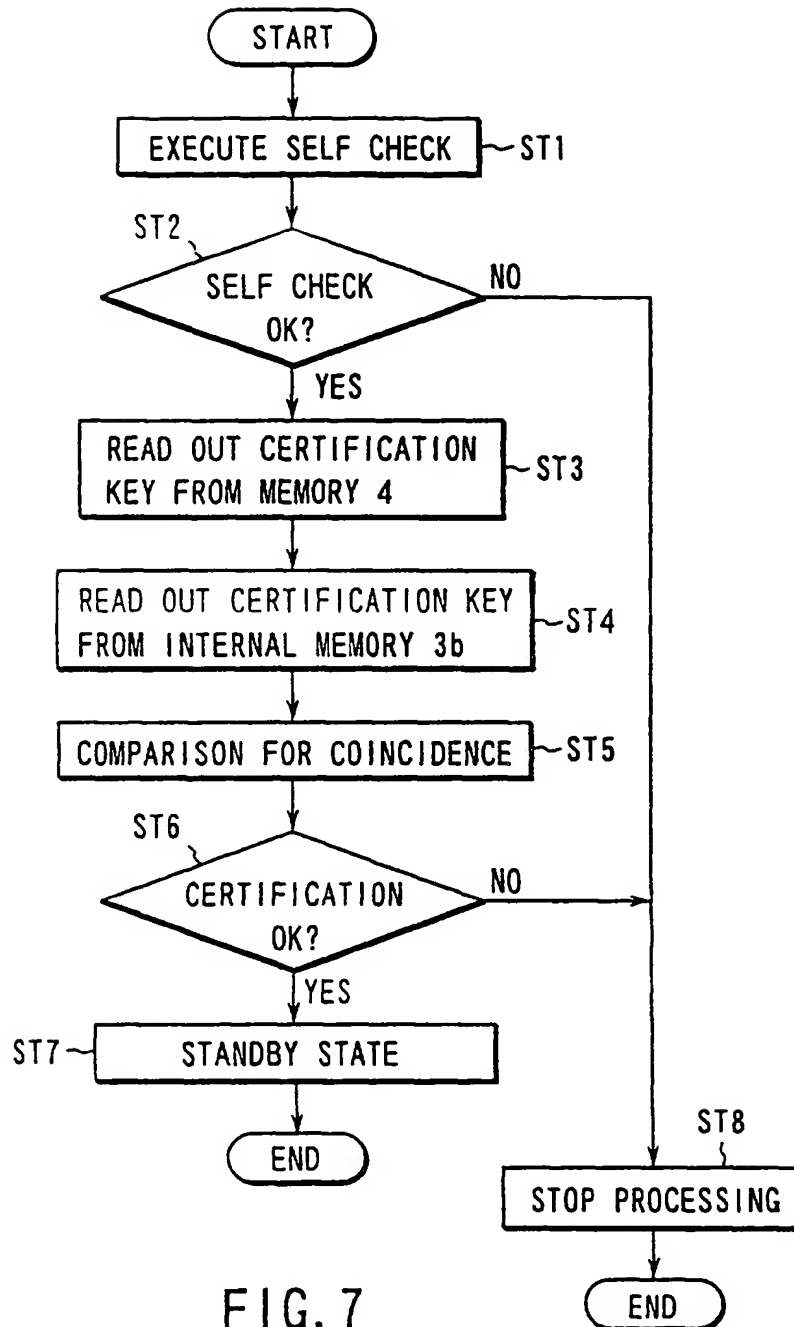 START
EXECUTE SELF CHECK
ST1
ST2
SELF CHECK
OK?
NO
YES
READ OUT CERTIFICATION
KEY FROM MEMORY 4
ST3
READ OUT CERTIFICATION KEY
FROM INTERNAL MEMORY 3b
ST4
COMPARISON FOR COINCIDENCE
ST5
ST6
CERTIFICATION
OK?
NO
YES
ST7
STANDBY STATE
END
ST8
STOP PROCESSING
END
FIG. 7